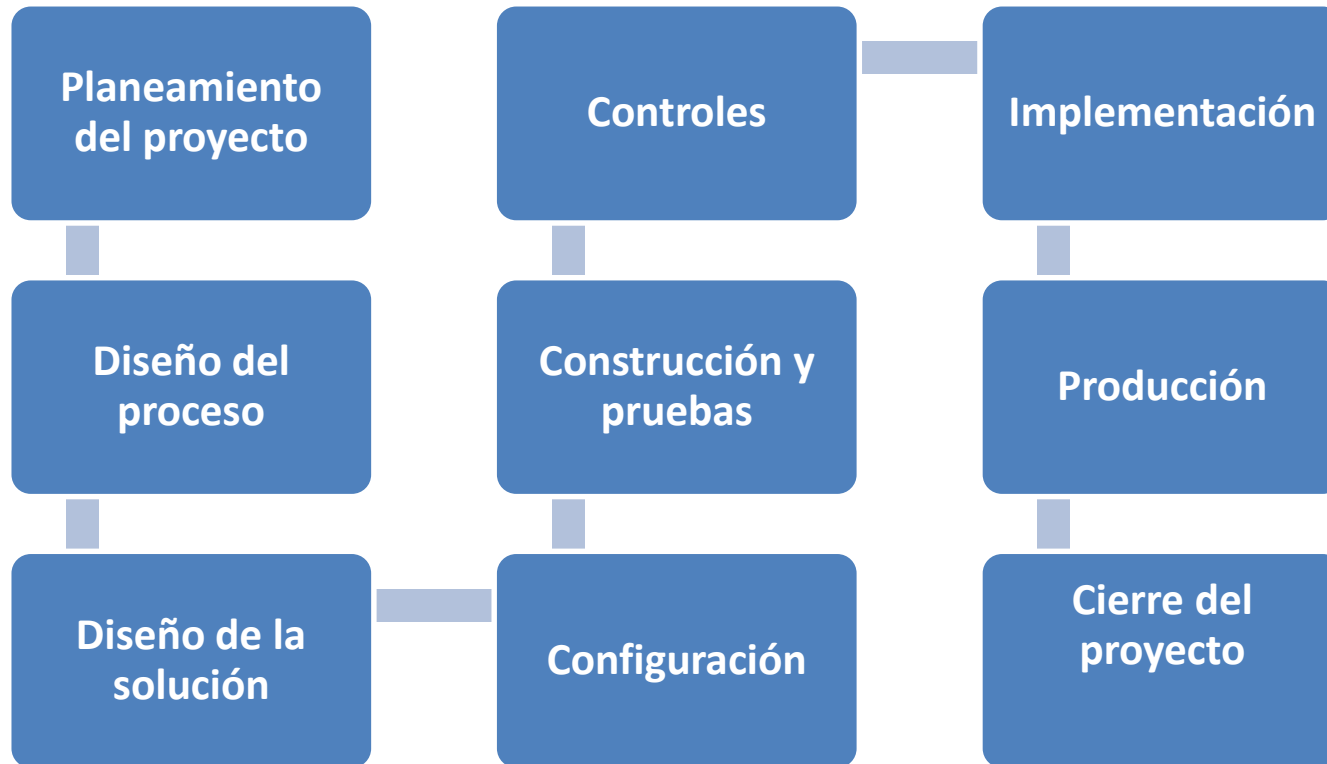 Planeamiento
del proyecto
Diseño del
proceso
Diseño de la
solución
Configuración
Construcción y
pruebas
Controles
Implementación
Producción
Cierre del
proyecto